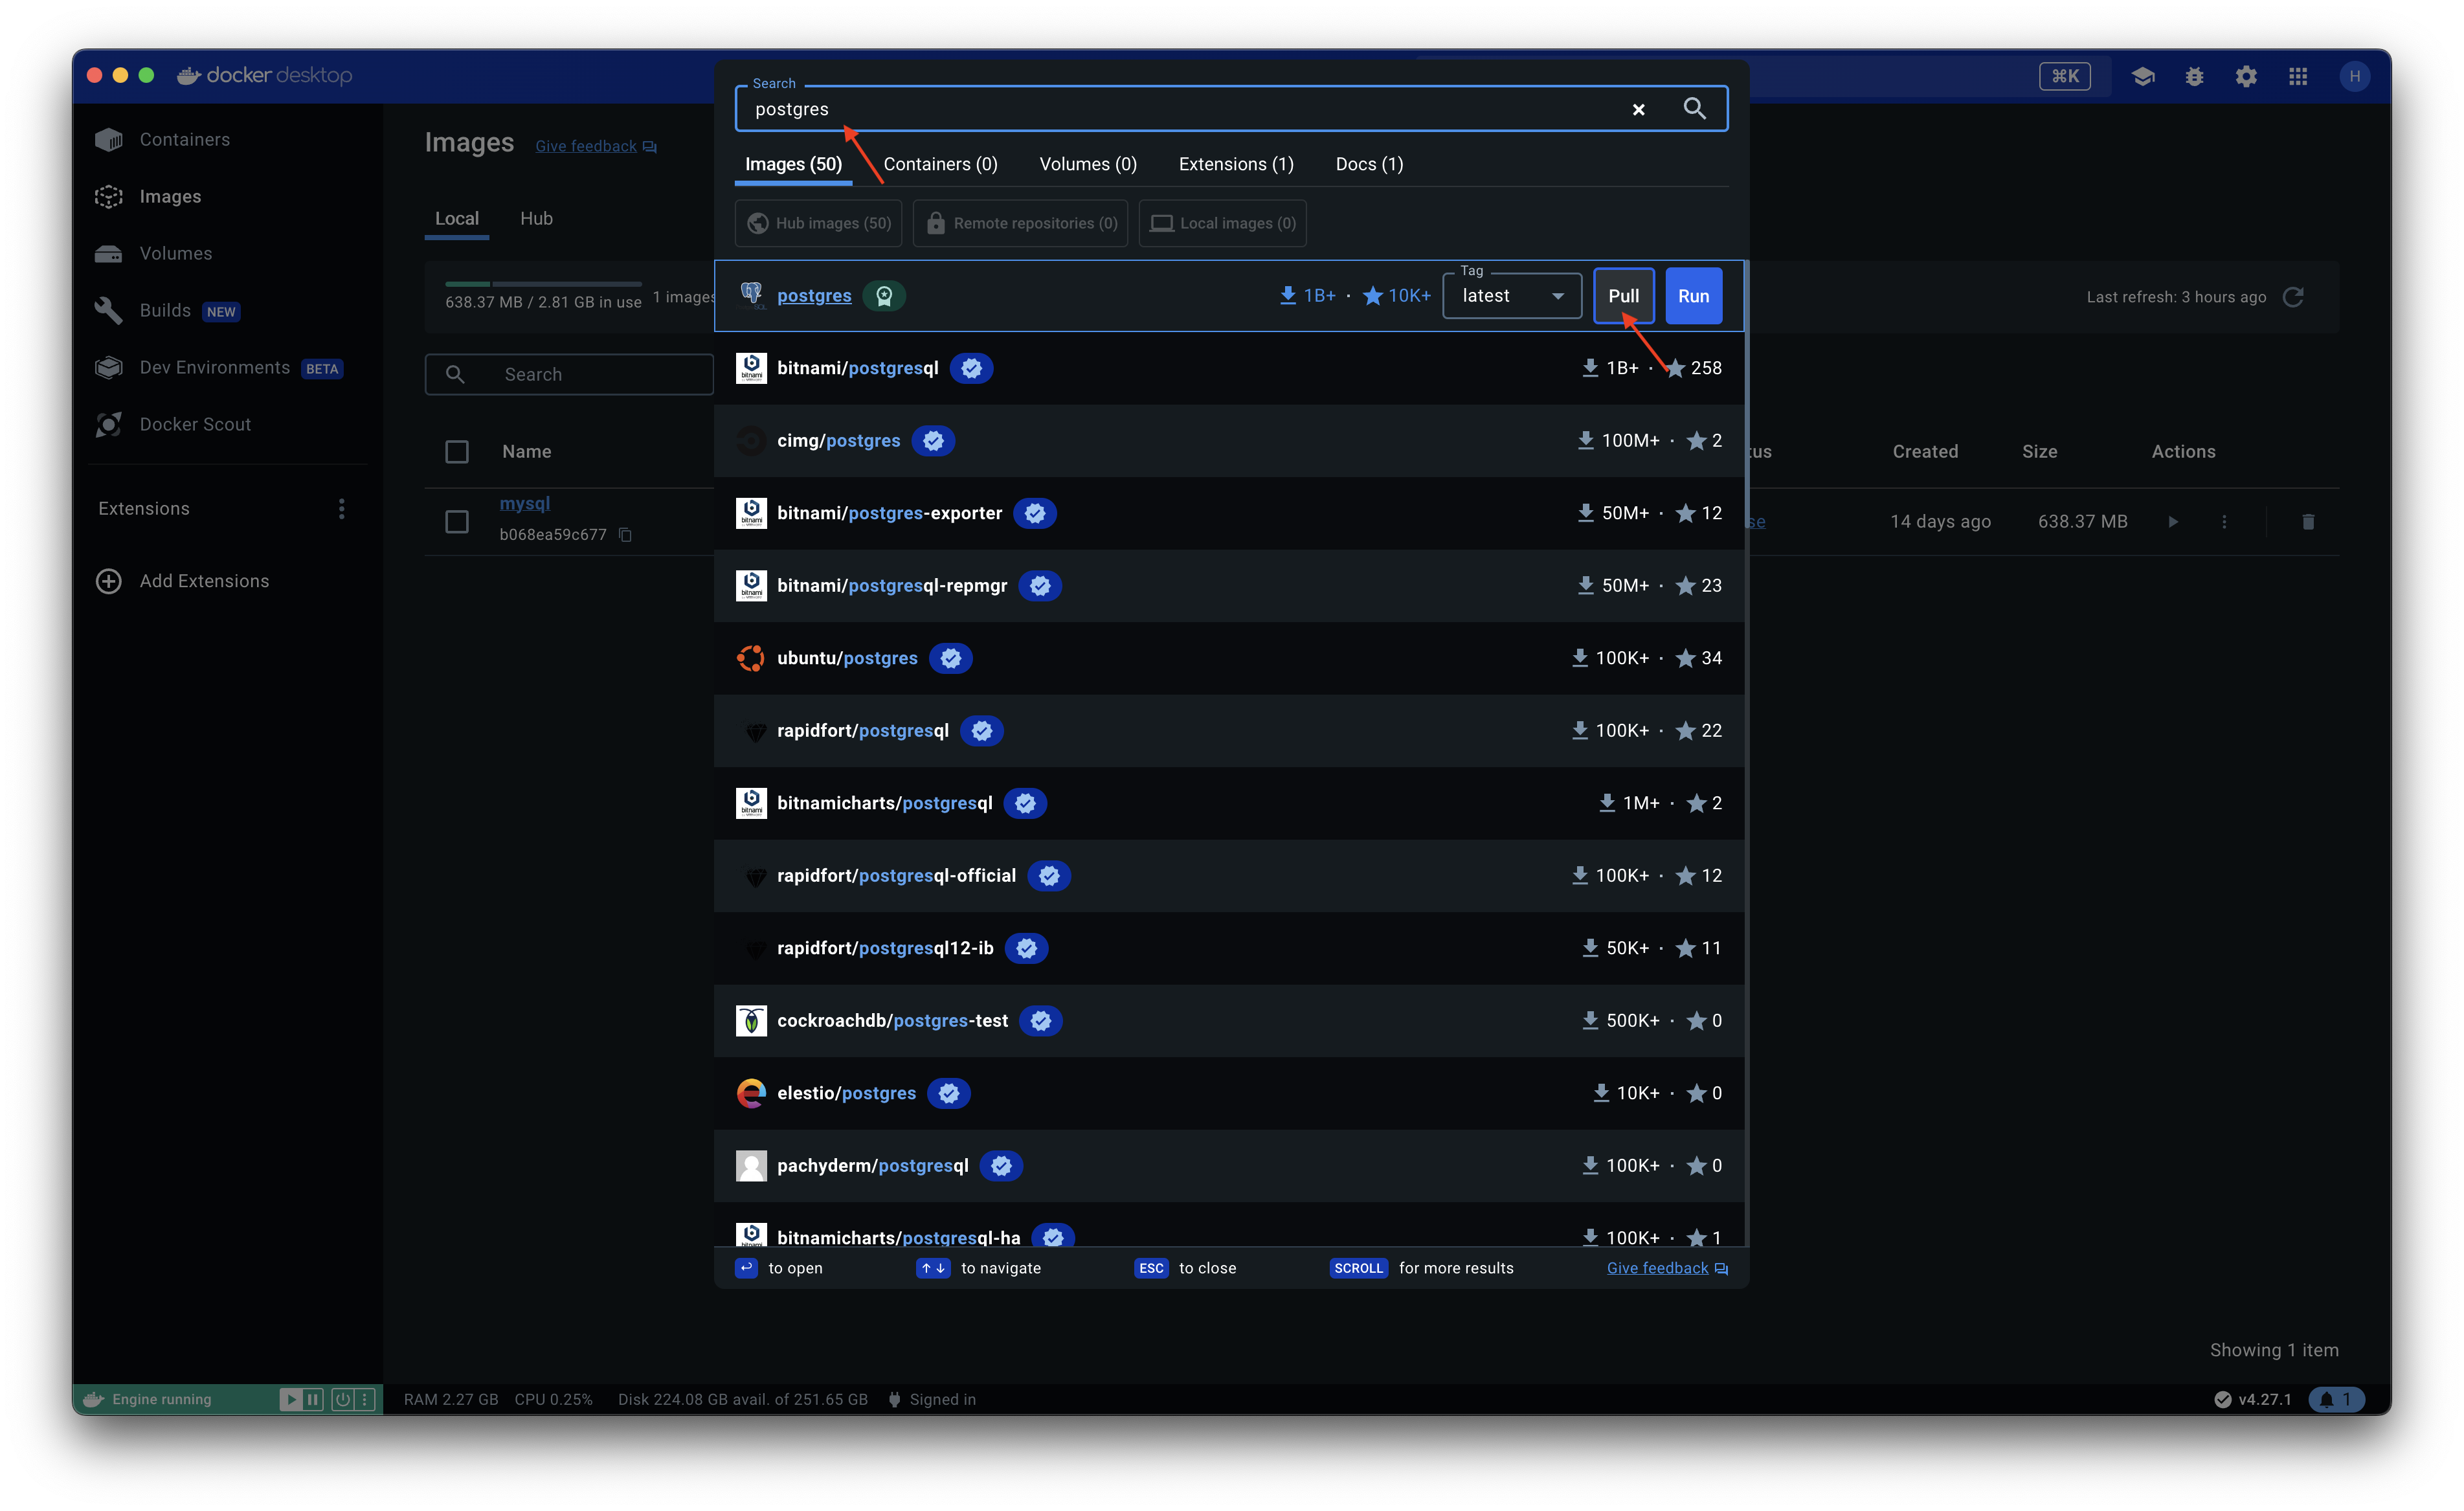 docker desktop
⌘K
H
Containers
Images
Volumes
Builds NEW
Dev Environments BETA
Docker Scout
Extensions
Add Extensions
Images Give feedback
Local Hub
638.37 MB / 2.81 GB in use 1 images
Last refresh: 3 hours ago
Search
Name
Created Size Actions
mysql
b068ea59c677
14 days ago 638.37 MB
Search
postgres
Images (50) Containers (0) Volumes (0) Extensions (1) Docs (1)
Hub images (50) Remote repositories (0) Local images (0)
Tag
postgres 1B+ · 10K+ latest Pull Run
bitnami/postgresql 1B+ · 258
cimg/postgres 100M+ · 2
bitnami/postgres-exporter 50M+ · 12
bitnami/postgresql-repmgr 50M+ · 23
ubuntu/postgres 100K+ · 34
rapidfort/postgresql 100K+ · 22
bitnamicharts/postgresql 1M+ · 2
rapidfort/postgresql-official 100K+ · 12
rapidfort/postgresql12-ib 50K+ · 11
cockroachdb/postgres-test 500K+ · 0
elestio/postgres 10K+ · 0
pachyderm/postgresql 100K+ · 0
bitnamicharts/postgresql-ha 100K+ · 1
to open ↑ ↓ to navigate ESC to close SCROLL for more results Give feedback
Showing 1 item
Engine running RAM 2.27 GB CPU 0.25% Disk 224.08 GB avail. of 251.65 GB Signed in v4.27.1 1